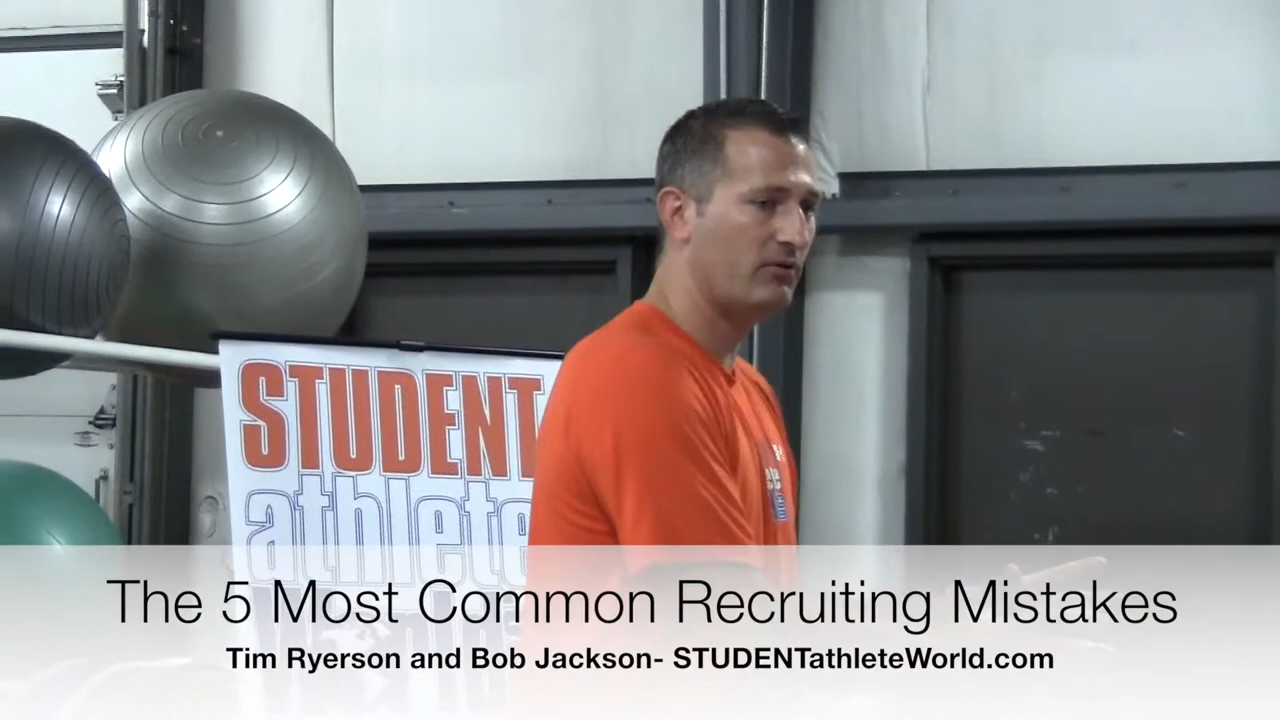 STUDENT
athlete
The 5 Most Common Recruiting Mistakes
Tim Ryerson and Bob Jackson- STUDENTathleteWorld.com